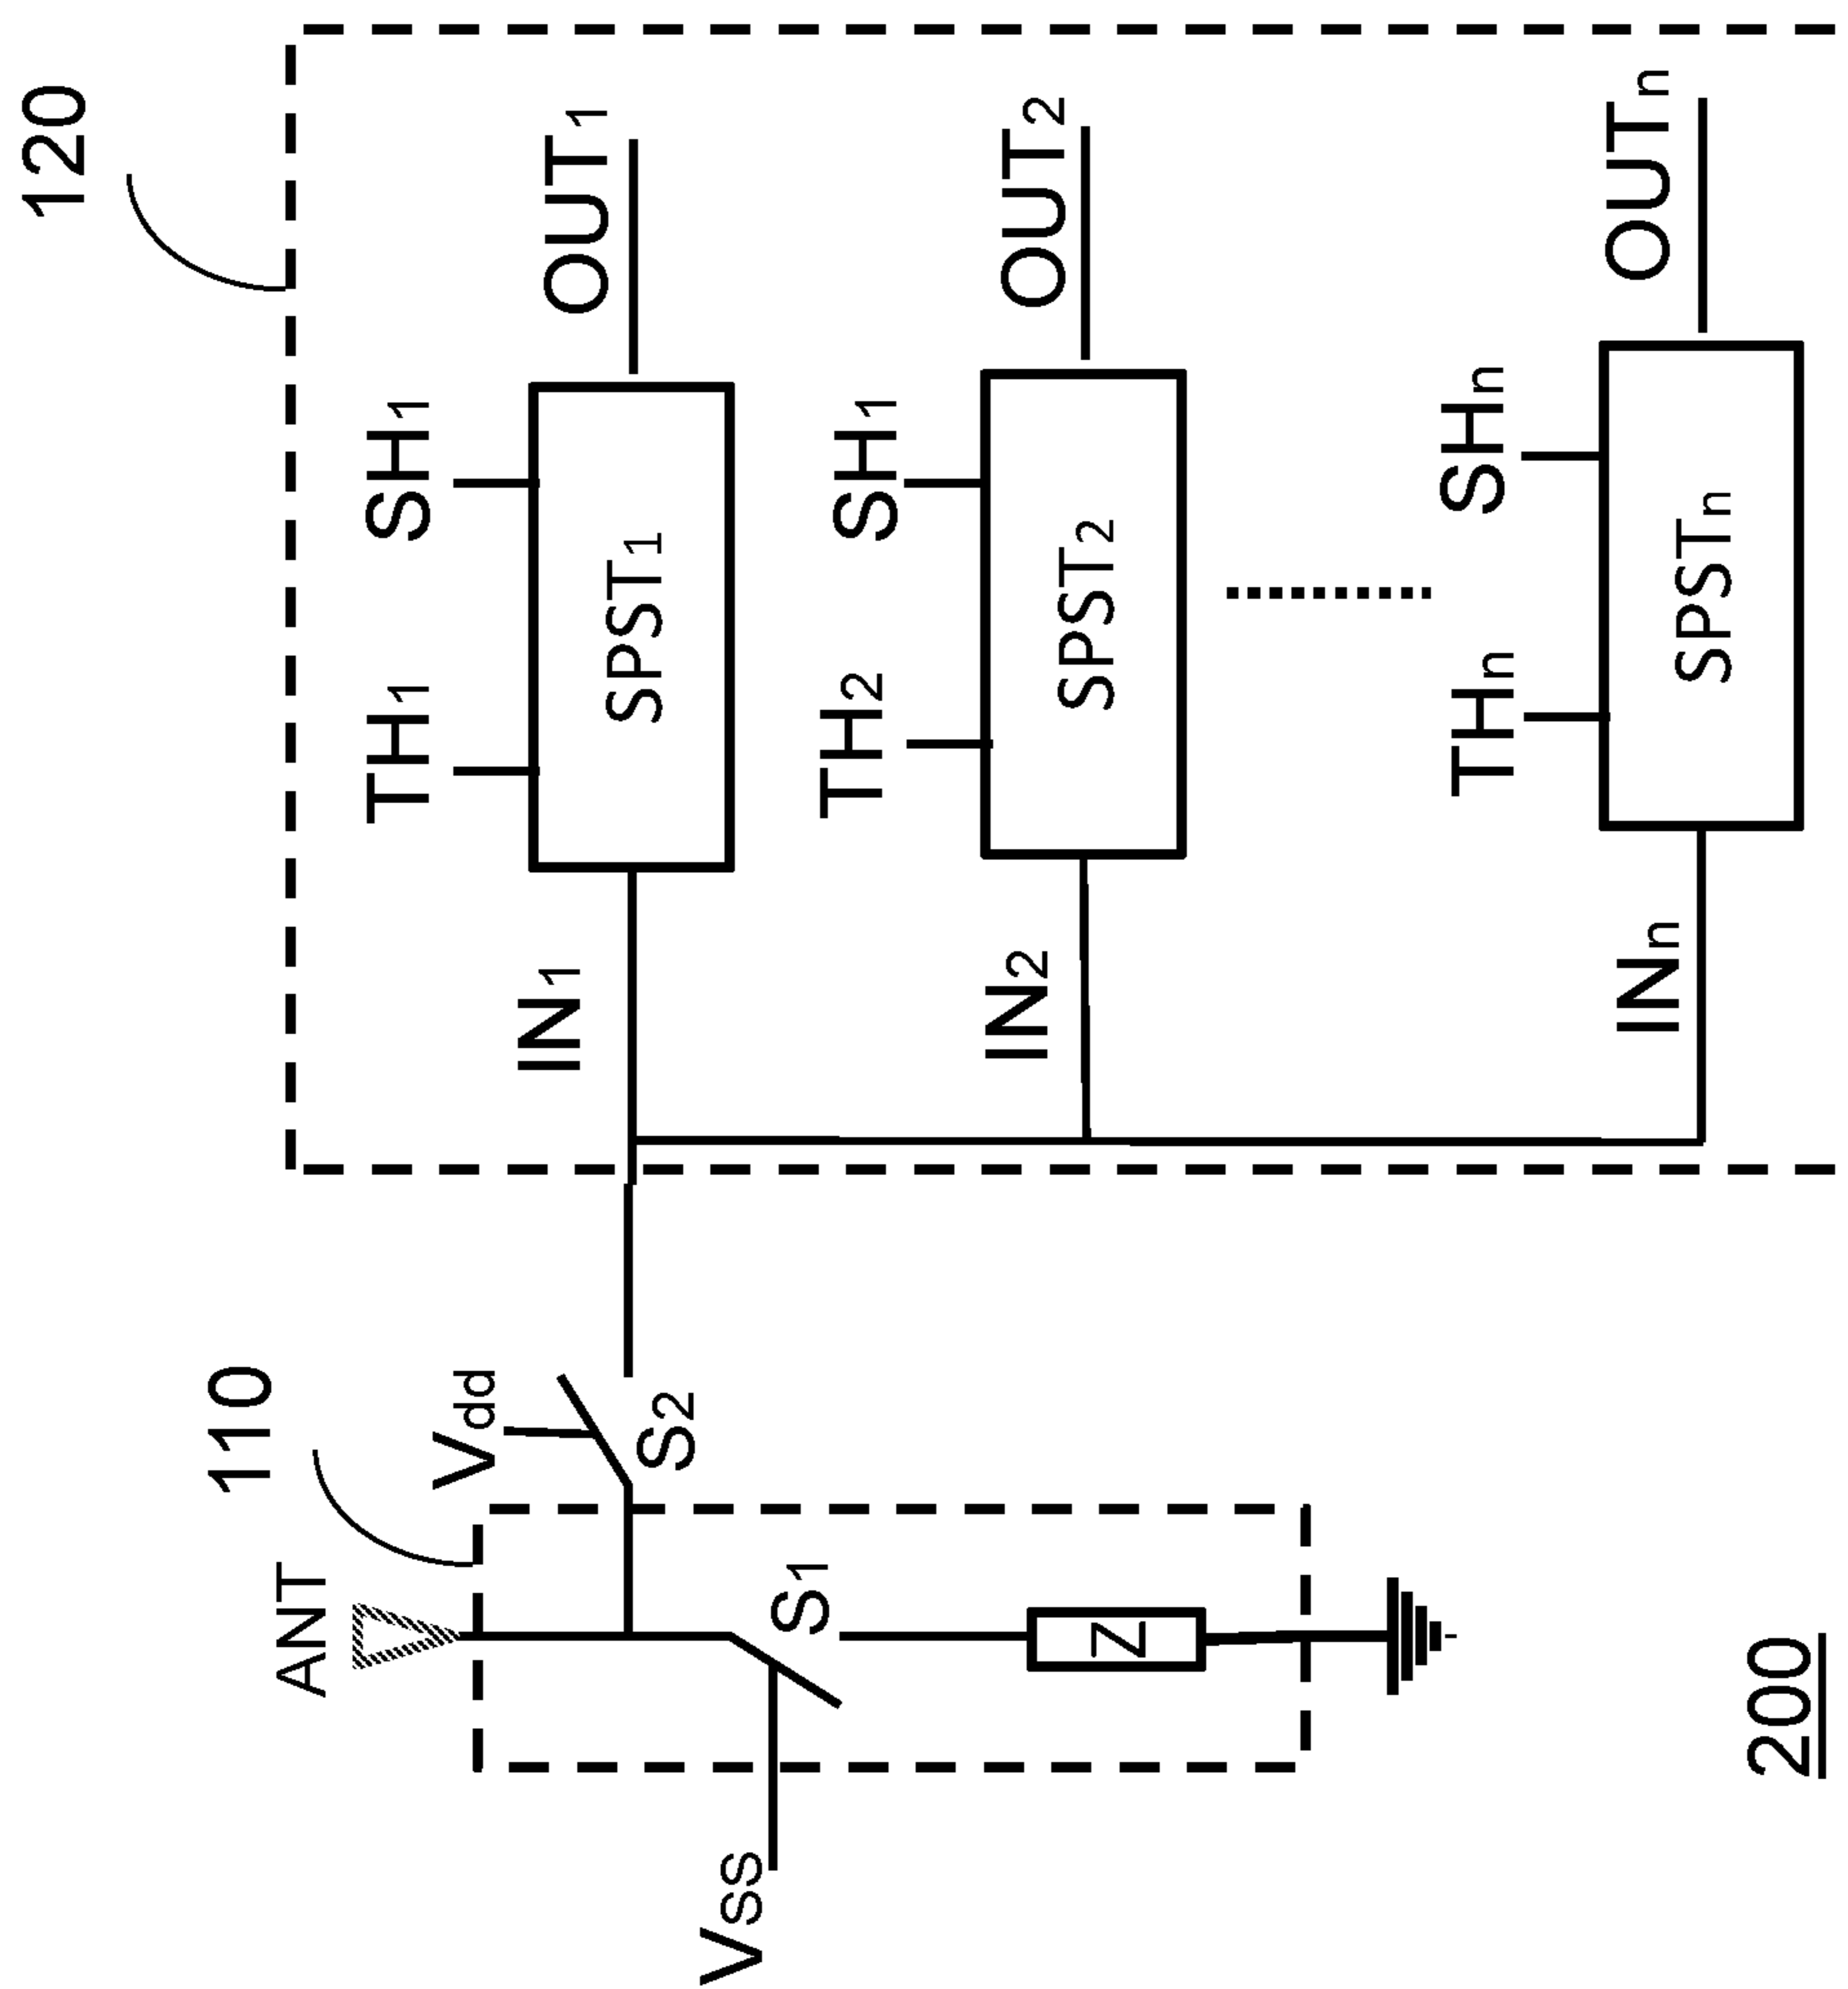 120
SH1
OUT1
TH1
SPST1
IN1
SH1
OUT2
TH2
SPST2
IN2
SHn
OUTn
THn
SPSTn
INn
110
ANT
Vdd
S2
S1
Vss
Z
200